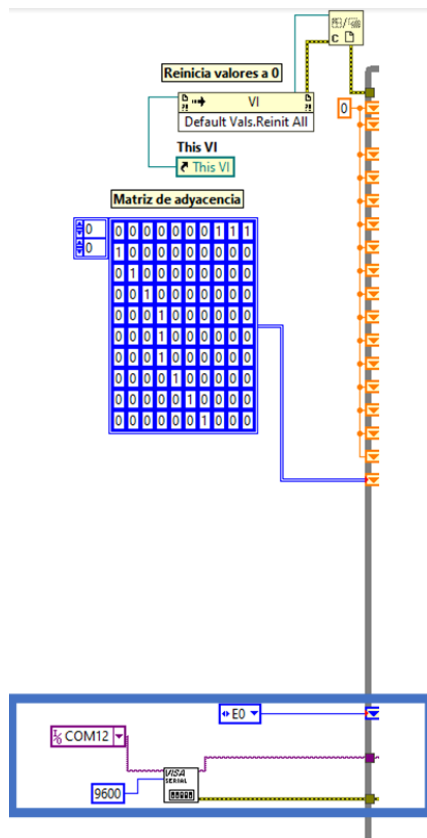 Reinicia valores a 0
C
VI
Default Vals.Reinit All
0
This VI
This VI
Matriz de adyacencia
0
0
0 0 0 0 0 0 0 1 1 1
1 0 0 0 0 0 0 0 0 0
0 1 0 0 0 0 0 0 0 0
0 0 1 0 0 0 0 0 0 0
0 0 0 1 0 0 0 0 0 0
0 0 0 1 0 0 0 0 0 0
0 0 0 1 0 0 0 0 0 0
0 0 0 0 1 0 0 0 0 0
0 0 0 0 0 1 0 0 0 0
0 0 0 0 0 0 1 0 0 0
E0
I/O COM12
VISA
SERIAL
9600